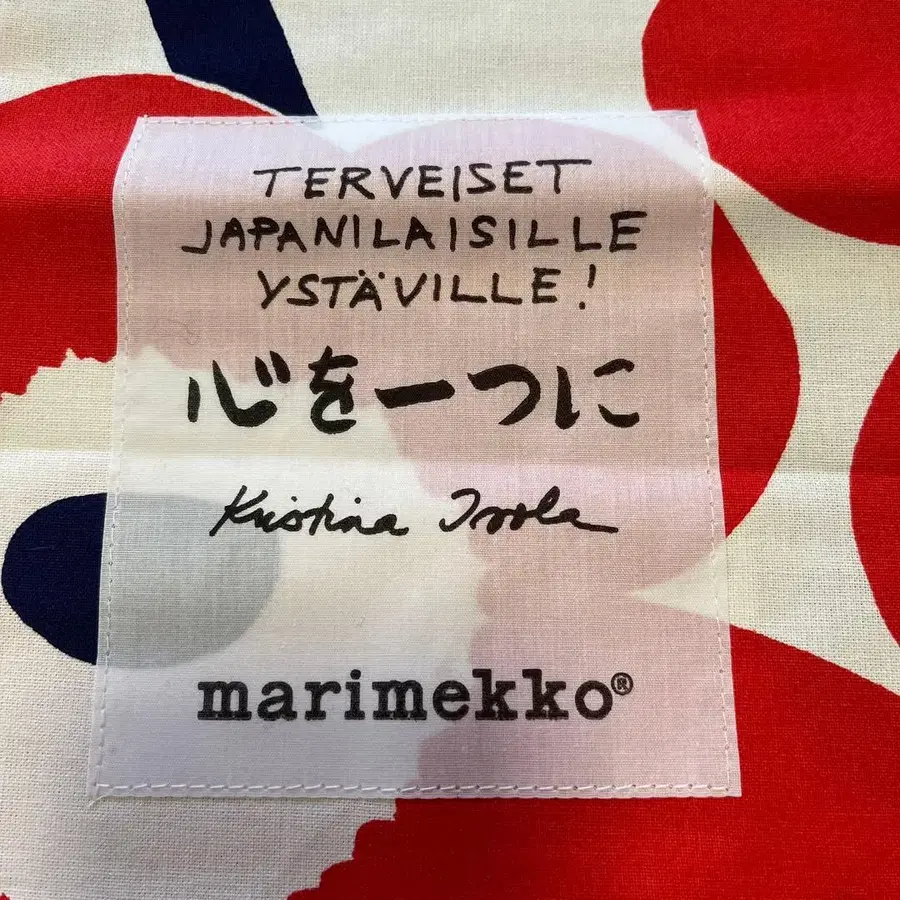 TERVEISET
JAPANILAISILLE
YSTÄVILLE!
心を一つに
Kristina Isola
marimekko®